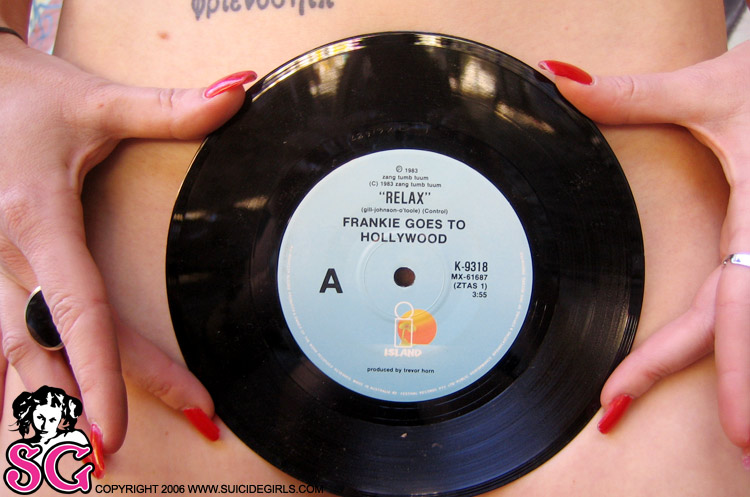 ℗ 1983
zang tumb tuum
(C) 1983 zang tumb tuum
"RELAX"
(gill-johnson-o'toole) (Control)
FRANKIE GOES TO
HOLLYWOOD
A
K-9318
MX-61687
(ZTAS 1)
3:55
i
ISLAND
produced by trevor horn
SG
COPYRIGHT 2006 WWW.SUICIDEGIRLS.COM